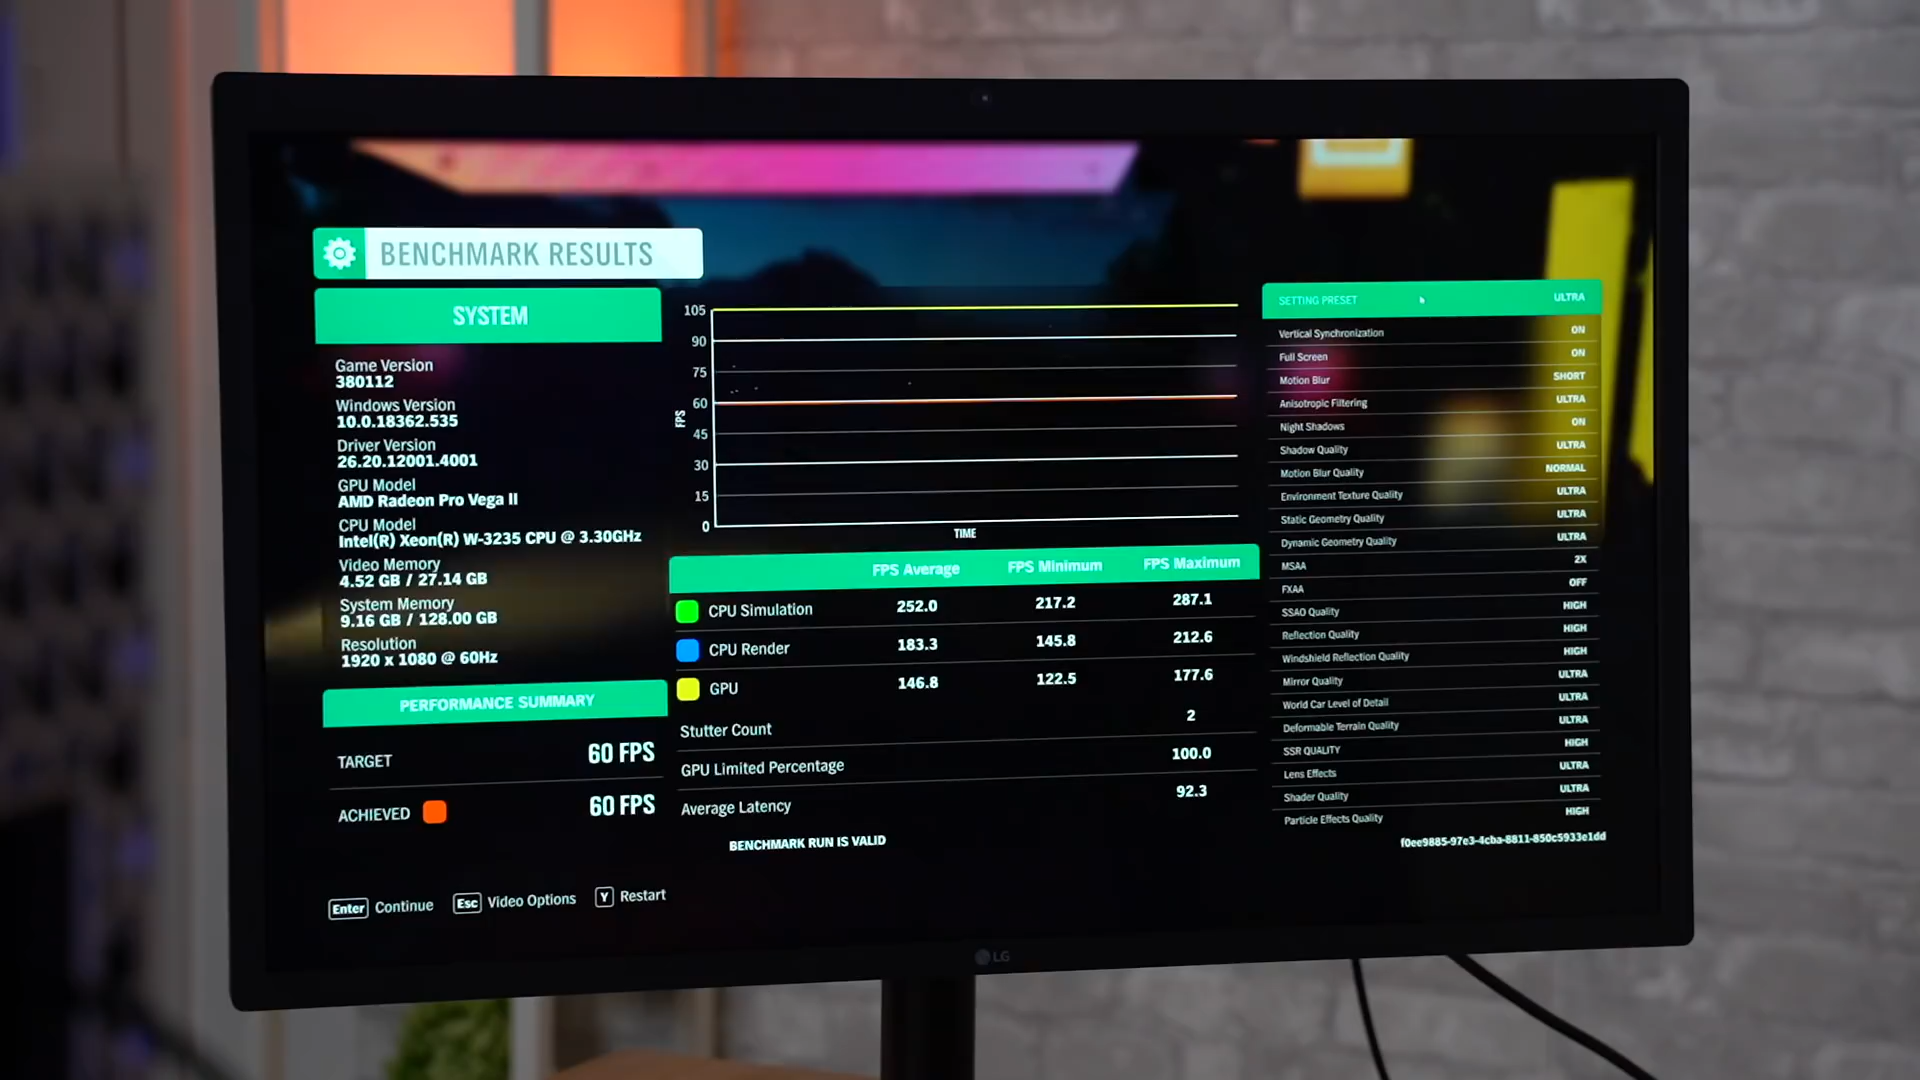 BENCHMARK RESULTS
SYSTEM
Game Version
380112
Windows Version
10.0.18362.535
Driver Version
26.20.12001.4001
GPU Model
AMD Radeon Pro Vega II
CPU Model
Intel(R) Xeon(R) W-3235 CPU @ 3.30GHz
Video Memory
4.52 GB / 27.14 GB
System Memory
9.16 GB / 128.00 GB
Resolution
1920 x 1080 @ 60Hz
PERFORMANCE SUMMARY
TARGET 60 FPS
ACHIEVED 60 FPS
105
90
75
60
45
30
15
0
FPS
TIME
FPS Average FPS Minimum FPS Maximum
CPU Simulation 252.0 217.2 287.1
CPU Render 183.3 145.8 212.6
GPU 146.8 122.5 177.6
Stutter Count 2
GPU Limited Percentage 100.0
Average Latency 92.3
BENCHMARK RUN IS VALID
SETTING PRESET ULTRA
Vertical Synchronization ON
Full Screen ON
Motion Blur SHORT
Anisotropic Filtering ULTRA
Night Shadows ON
Shadow Quality ULTRA
Motion Blur Quality NORMAL
Environment Texture Quality ULTRA
Static Geometry Quality ULTRA
Dynamic Geometry Quality ULTRA
MSAA 2X
FXAA OFF
SSAO Quality HIGH
Reflection Quality HIGH
Windshield Reflection Quality HIGH
Mirror Quality ULTRA
World Car Level of Detail ULTRA
Deformable Terrain Quality ULTRA
SSR QUALITY HIGH
Lens Effects ULTRA
Shader Quality ULTRA
Particle Effects Quality HIGH
f0ee9885-97e3-4cba-8811-850c5933e1dd
Enter Continue Esc Video Options Y Restart
LG